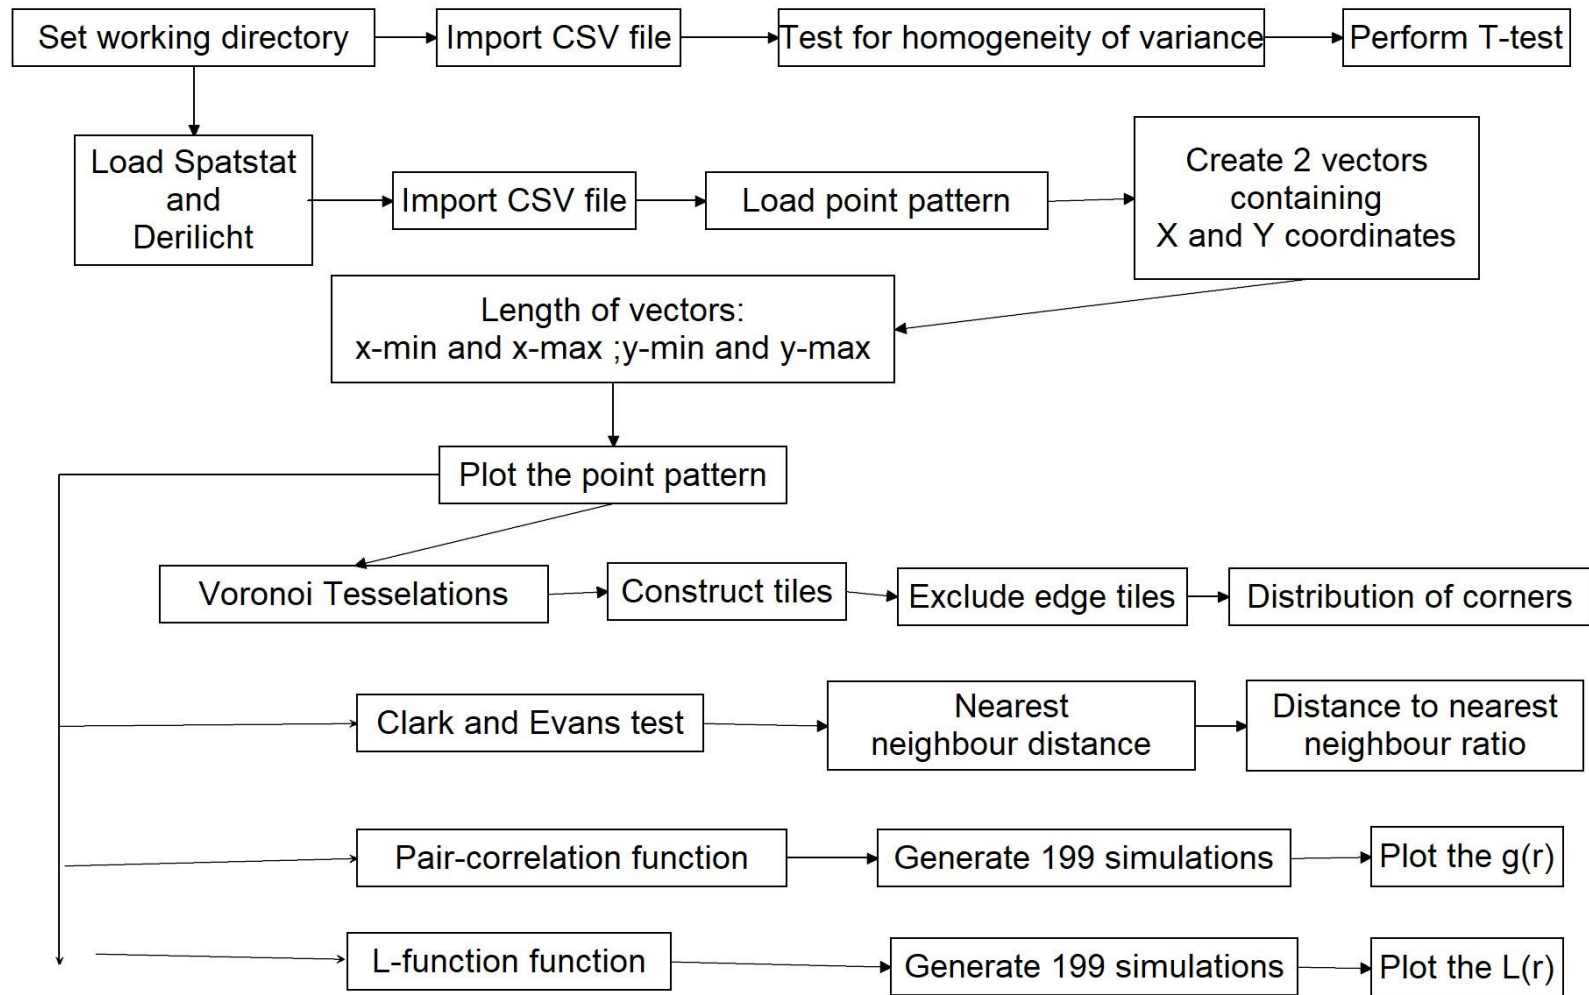 Set working directory
Import CSV file
Test for homogeneity of variance
Perform T-test
Load Spatstat
and
Derilicht
Import CSV file
Load point pattern
Create 2 vectors
containing
X and Y coordinates
Length of vectors:
x-min and x-max ;y-min and y-max
Plot the point pattern
Voronoi Tesselations
Construct tiles
Exclude edge tiles
Distribution of corners
Clark and Evans test
Nearest
neighbour distance
Distance to nearest
neighbour ratio
Pair-correlation function
Generate 199 simulations
Plot the g(r)
L-function function
Generate 199 simulations
Plot the L(r)